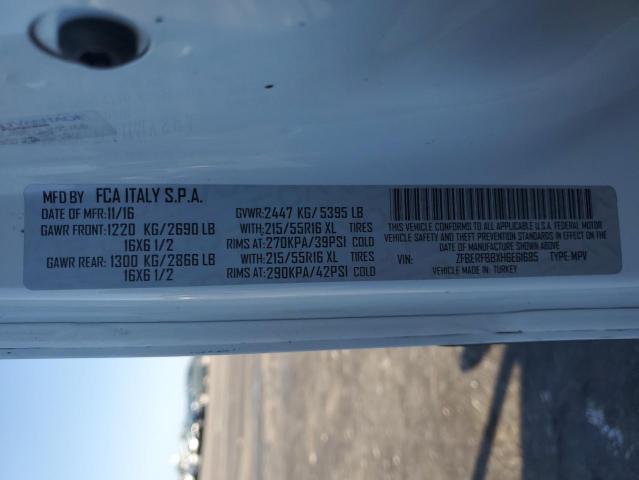 MFD BY FCA ITALY S.P.A.
DATE OF MFR: 11/16 GVWR: 2447 KG/ 5395 LB
GAWR FRONT: 1220 KG/ 2690 LB WITH: 215/55R16 XL TIRES
16X6 1/2 RIMS AT: 270KPA/39PSI COLD
GAWR REAR: 1300 KG/ 2866 LB WITH: 215/55R16 XL TIRES
16X6 1/2 RIMS AT: 290KPA/42PSI COLD
THIS VEHICLE CONFORMS TO ALL APPLICABLE U.S.A. FEDERAL MOTOR
VEHICLE SAFETY AND THEFT PREVENTION STANDARDS IN EFFECT ON
THE DATE OF MANUFACTURE SHOWN ABOVE.
VIN: ZFBERFBBXH6E61685 TYPE: MPV
MADE IN: TURKEY